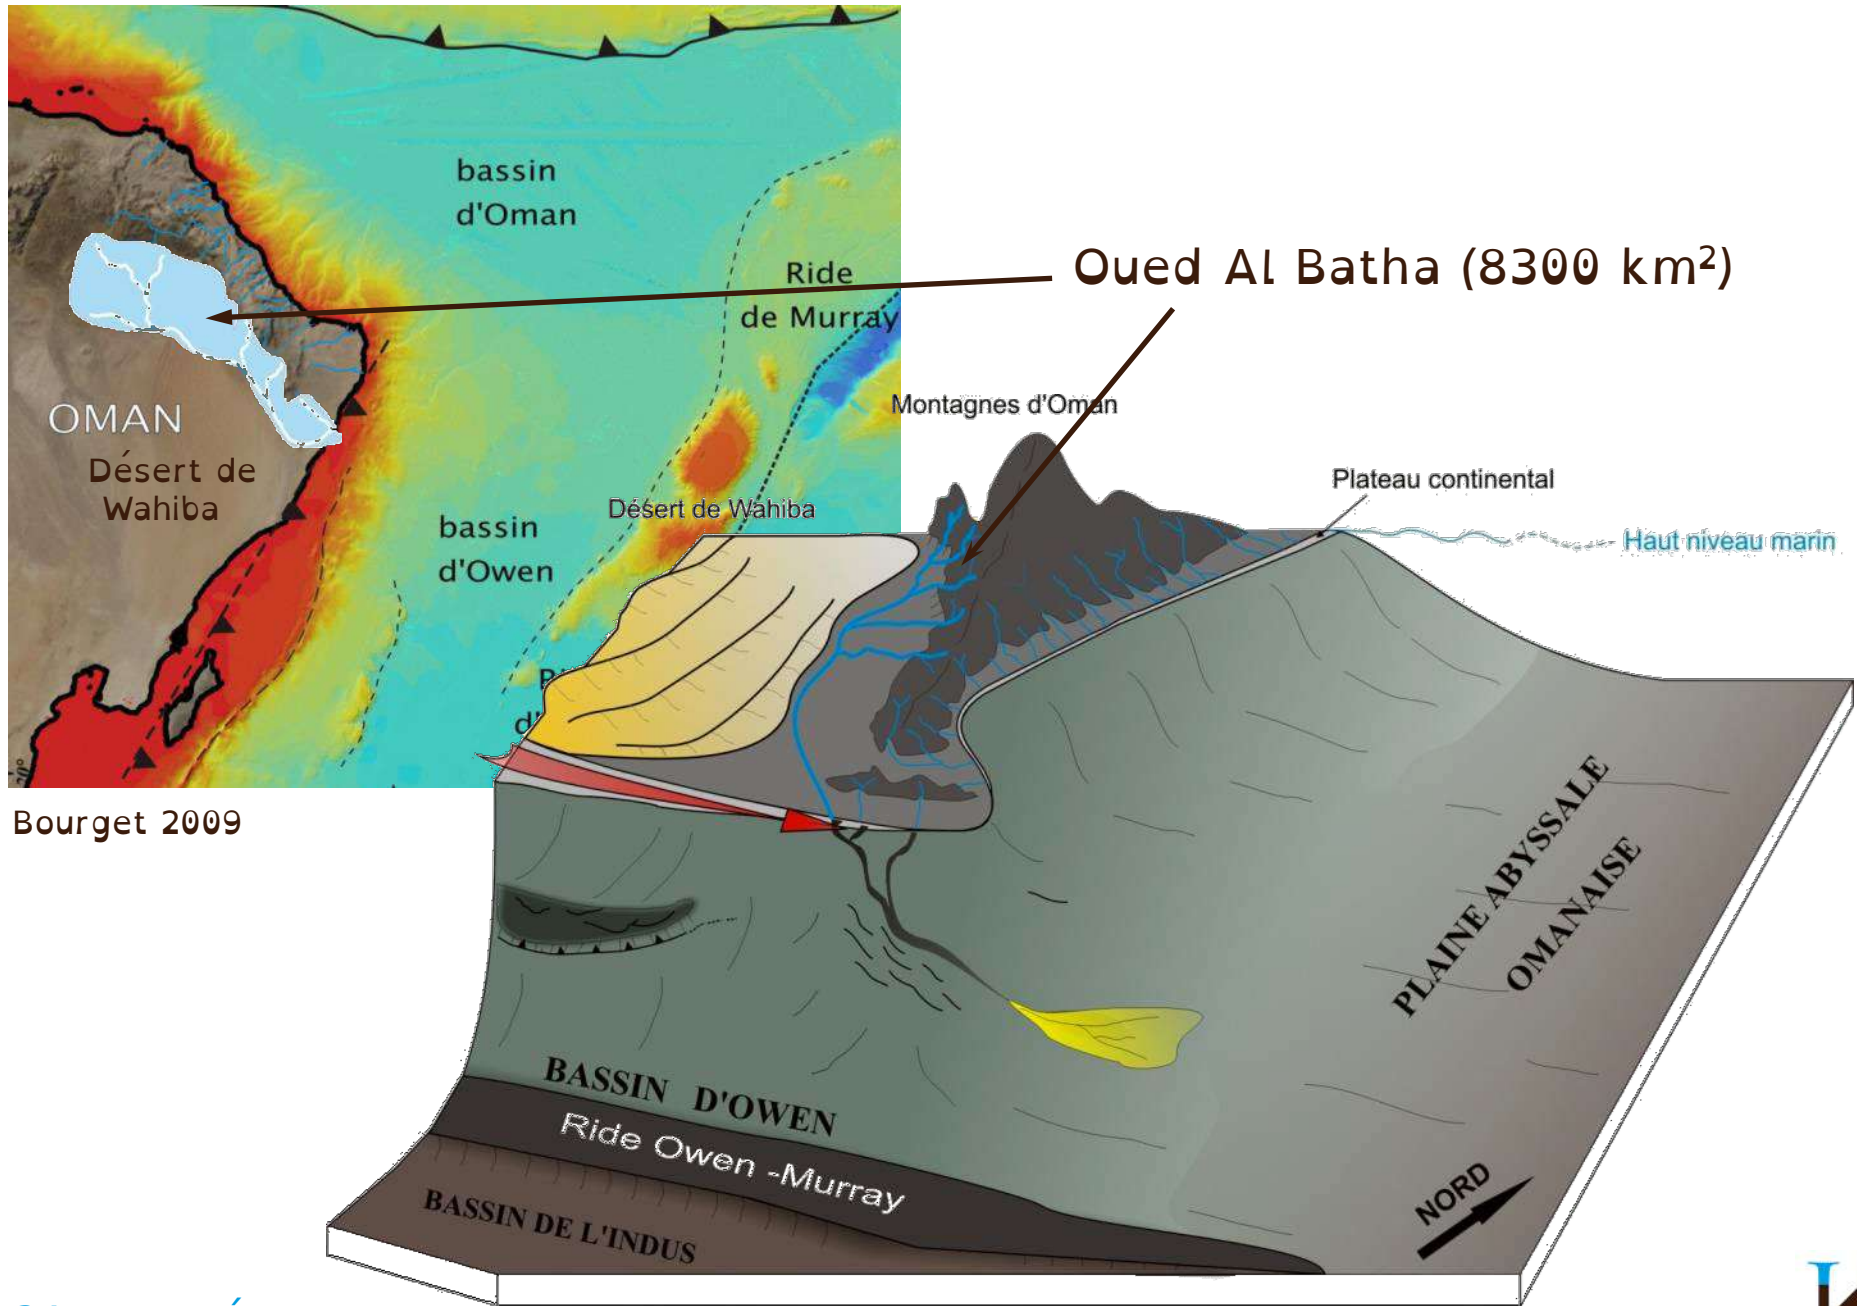 bassin
d'Oman
Oued Al Batha (8300 km²)
Ride
de Murray
Montagnes d'Oman
OMAN
Désert de
Wahiba
Plateau continental
Désert de Wahiba
bassin
d'Owen
Haut niveau marin
Bourget 2009
PLAINE ABYSSALE
OMANAISE
BASSIN D'OWEN
Ride Owen -Murray
NORD
BASSIN DE L'INDUS